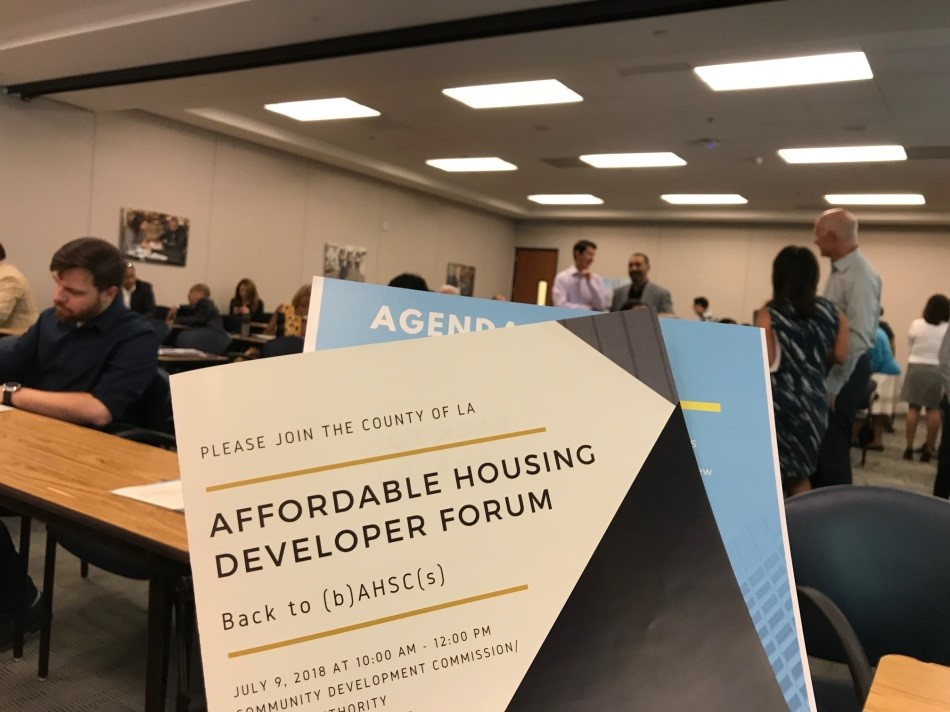 AGENDA
PLEASE JOIN THE COUNTY OF LA
AFFORDABLE HOUSING
DEVELOPER FORUM
Back to (b)AHSC(s)
JULY 9, 2018 AT 10:00 AM - 12:00 PM
COMMUNITY DEVELOPMENT COMMISSION/